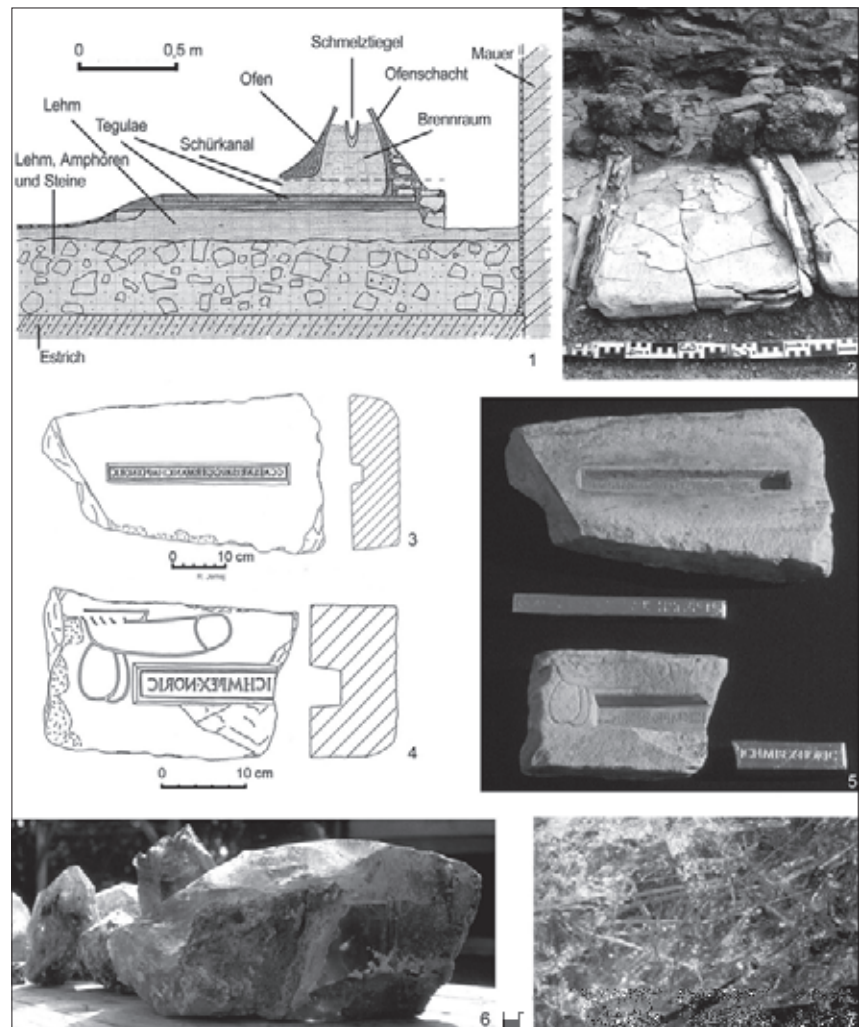 0
0,5 m
Schmelztiegel
Mauer
Ofen
Ofenschacht
Lehm
Tegulae
Brennraum
Schürkanal
Lehm, Amphoren
und Steine
Estrich
1
2
3
0
10 cm
4
0
10 cm
5
6
7